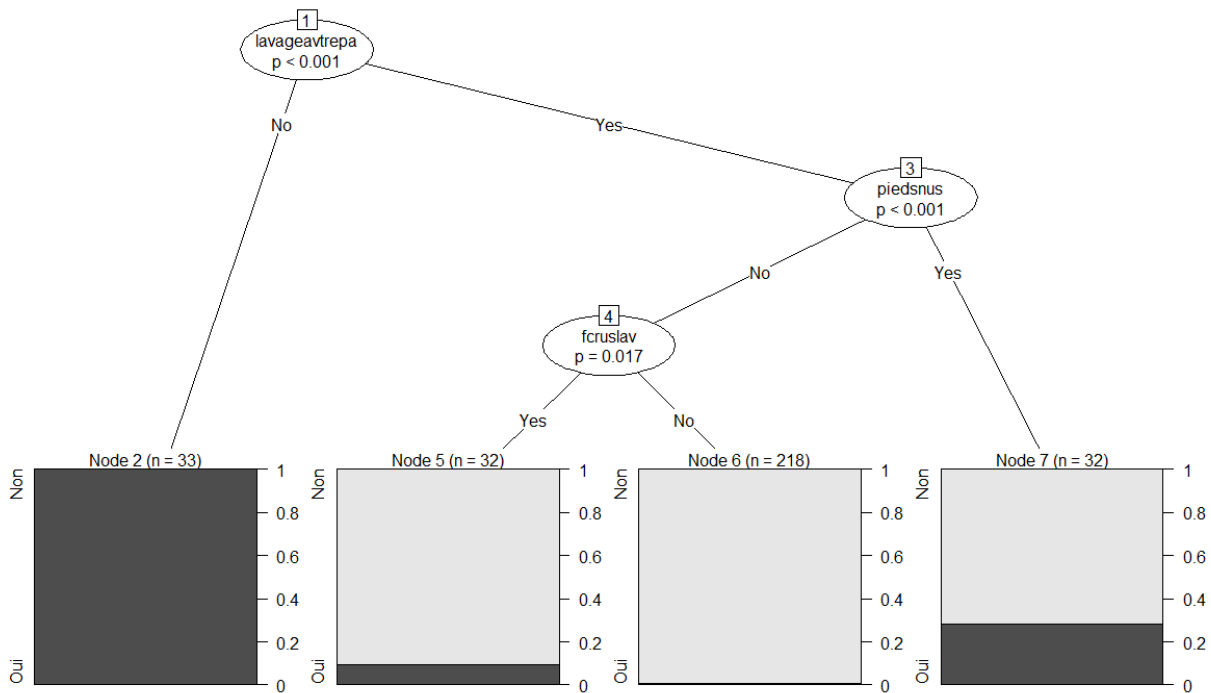 1
lavageavtrepa
p < 0.001
No
Yes
3
piedsnus
p < 0.001
No
Yes
4
fcruslav
p = 0.017
Yes
No
Node 2 (n = 33)
Non
Oui
1
0.8
0.6
0.4
0.2
0
Node 5 (n = 32)
Non
Oui
1
0.8
0.6
0.4
0.2
0
Node 6 (n = 218)
Non
Oui
1
0.8
0.6
0.4
0.2
0
Node 7 (n = 32)
Non
Oui
1
0.8
0.6
0.4
0.2
0